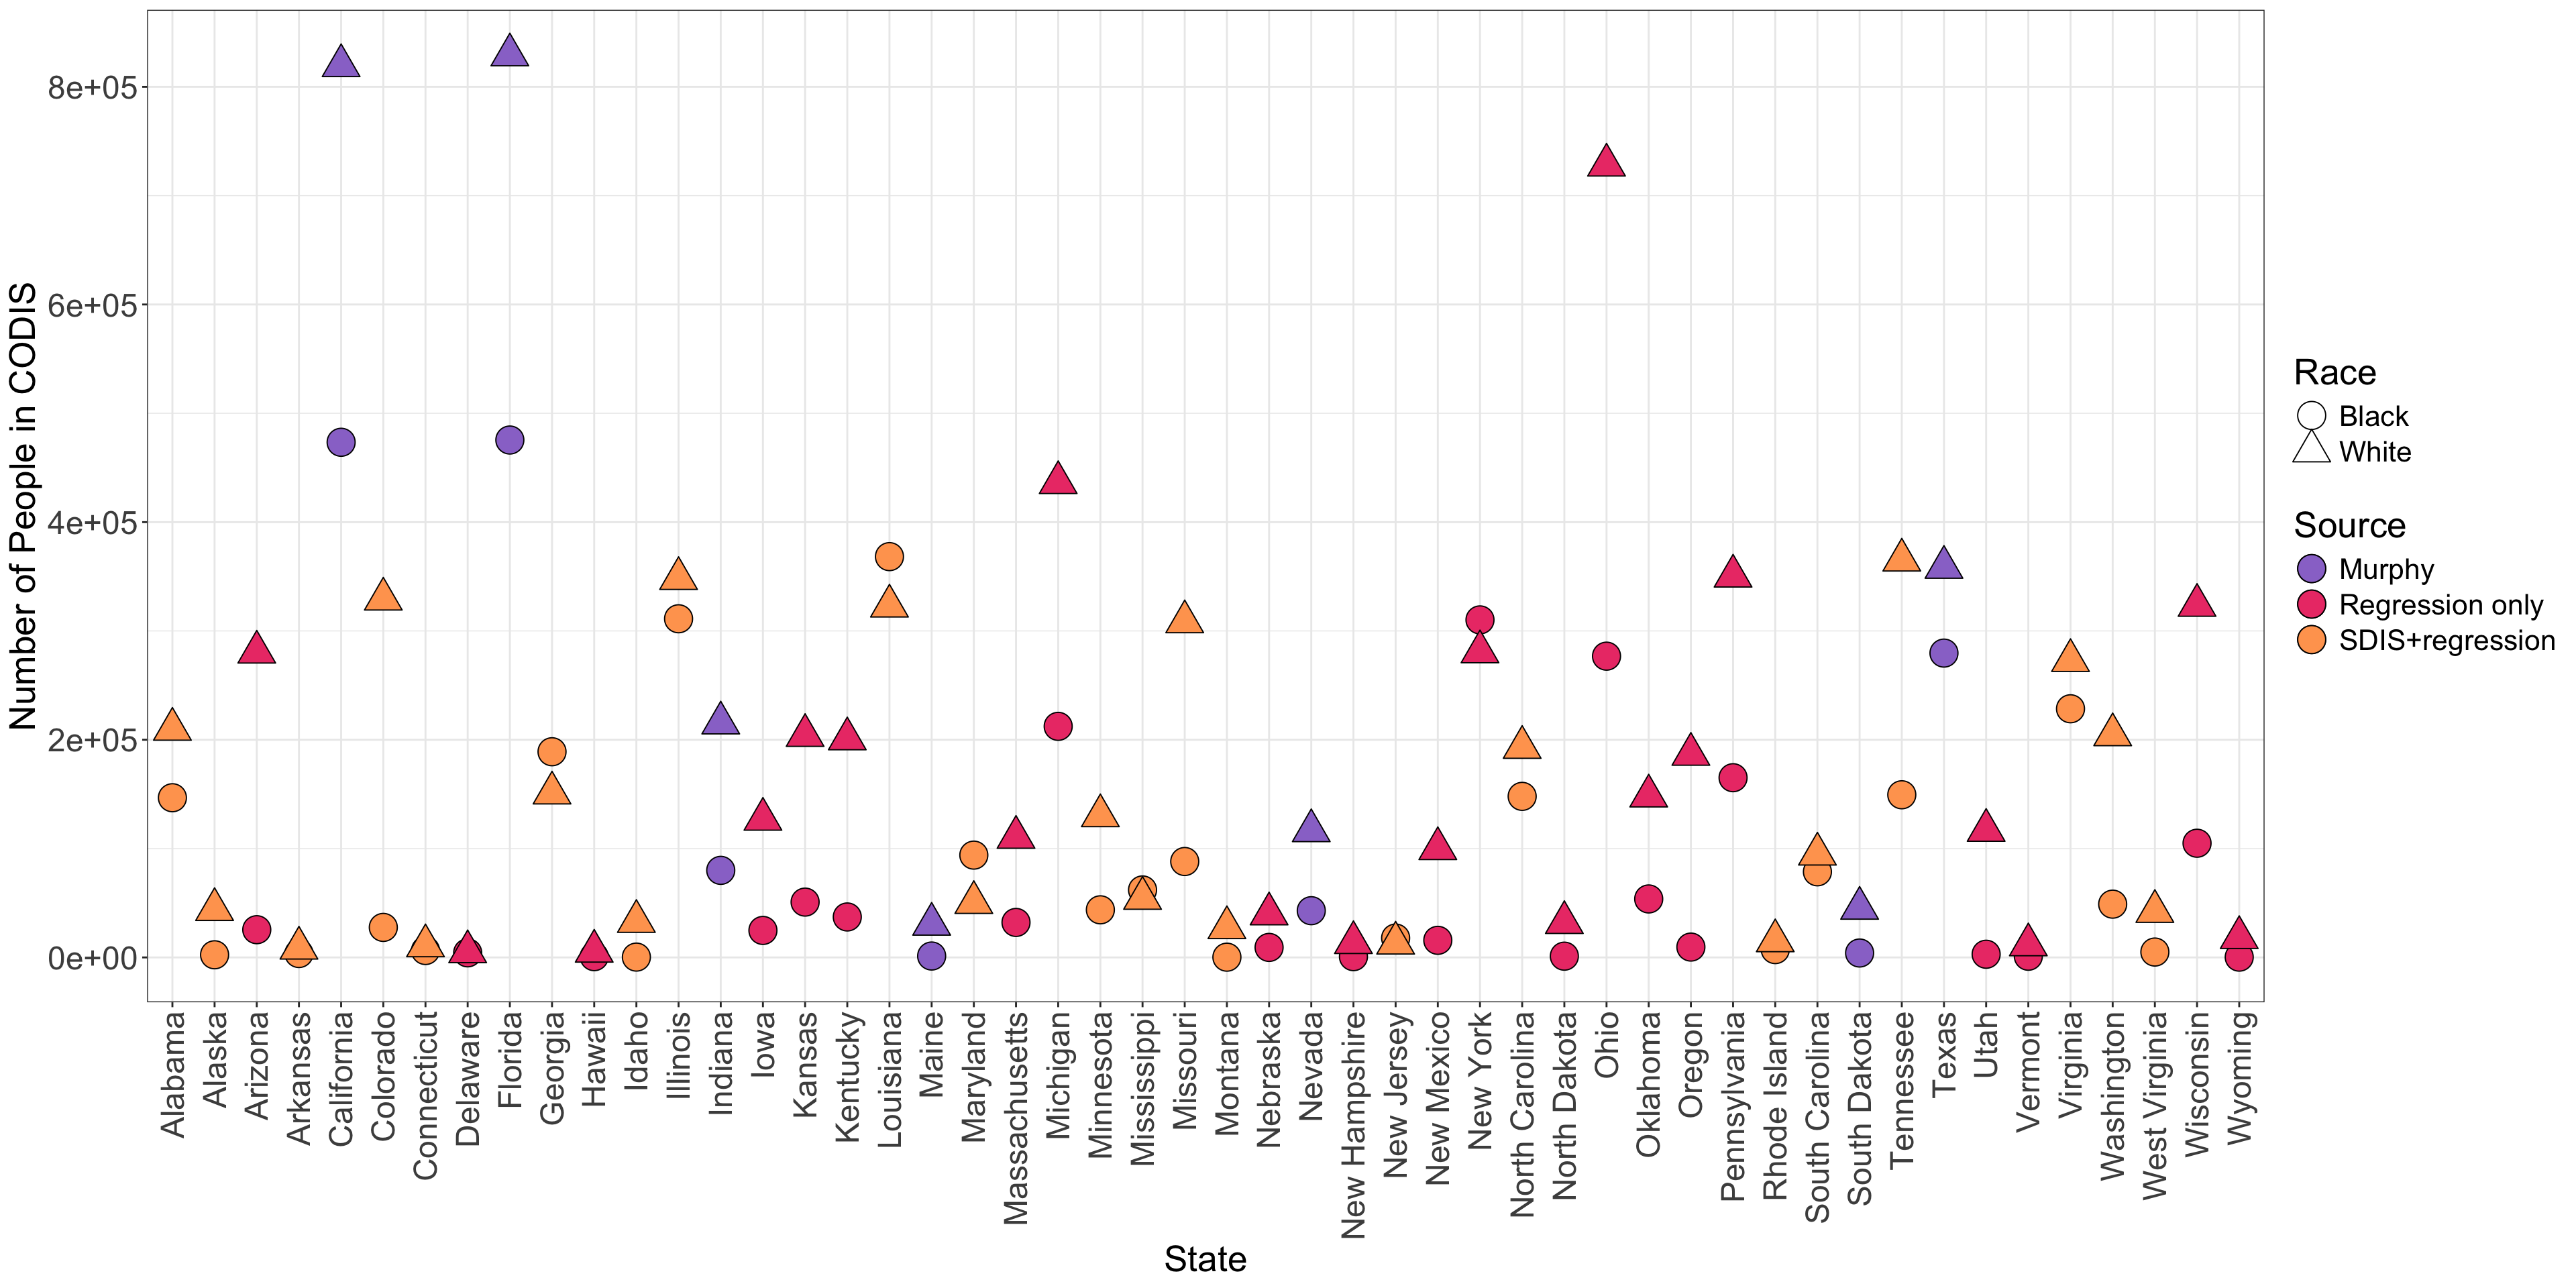 Number of People in CODIS
8e+05
6e+05
4e+05
2e+05
0e+00
Alabama
Alaska
Arizona
Arkansas
California
Colorado
Connecticut
Delaware
Florida
Georgia
Hawaii
Idaho
Illinois
Indiana
Iowa
Kansas
Kentucky
Louisiana
Maine
Maryland
Massachusetts
Michigan
Minnesota
Mississippi
Missouri
Montana
Nebraska
Nevada
New Hampshire
New Jersey
New Mexico
New York
North Carolina
North Dakota
Ohio
Oklahoma
Oregon
Pennsylvania
Rhode Island
South Carolina
South Dakota
Tennessee
Texas
Utah
Vermont
Virginia
Washington
West Virginia
Wisconsin
Wyoming
State
Race
Black
White
Source
Murphy
Regression only
SDIS+regression